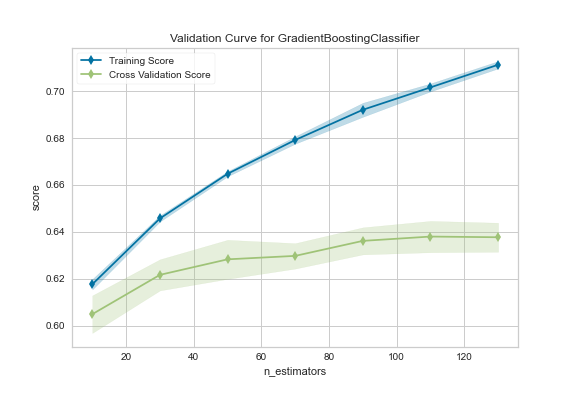 Validation Curve for GradientBoostingClassifier
Training Score
Cross Validation Score
0.70
0.68
0.66
0.64
0.62
0.60
score
20 40 60 80 100 120
n_estimators